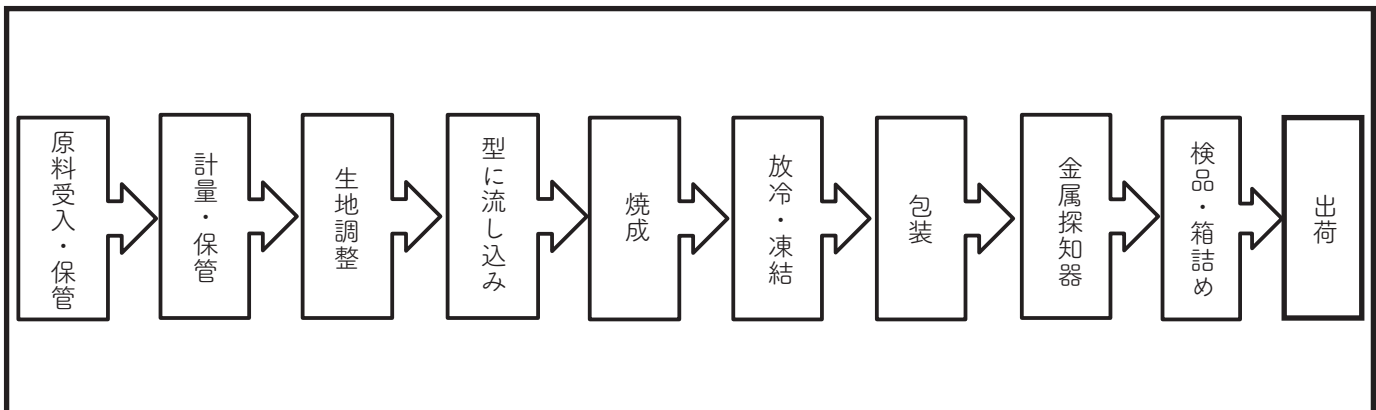 原料受入・保管
計量・保管
生地調整
型に流し込み
焼成
放冷・凍結
包装
金属探知器
検品・箱詰め
出荷